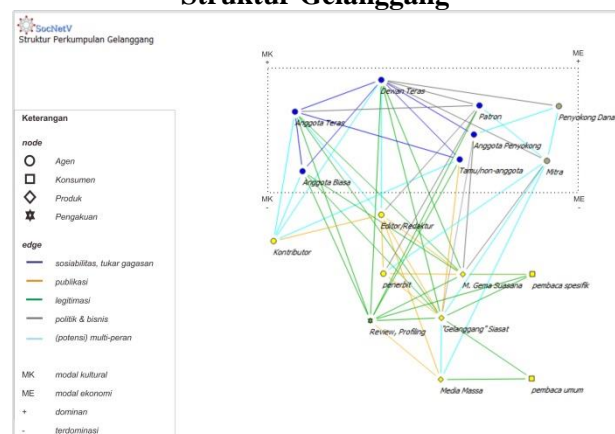 Struktur Gelanggang
SocNetV
Struktur Perkumpulan Gelanggang
MK
+
ME
+
Dewan Teras
Anggota Teras
Patron
Penyokong Dana
Anggota Penyokong
Tamu/non-anggota
Mitra
Anggota Biasa
MK
-
ME
-
Editor/Redaktur
Kontributor
penerbit
M. Gema Suasana
pembaca spesifik
Review, Profiling
"Gelanggang" Siasat
Media Massa
pembaca umum
Keterangan
node
Agen
Konsumen
Produk
Pengakuan
edge
sosiabilitas, tukar gagasan
publikasi
legitimasi
politik & bisnis
(potensi) multi-peran
MK modal kultural
ME modal ekonomi
+ dominan
- terdominasi